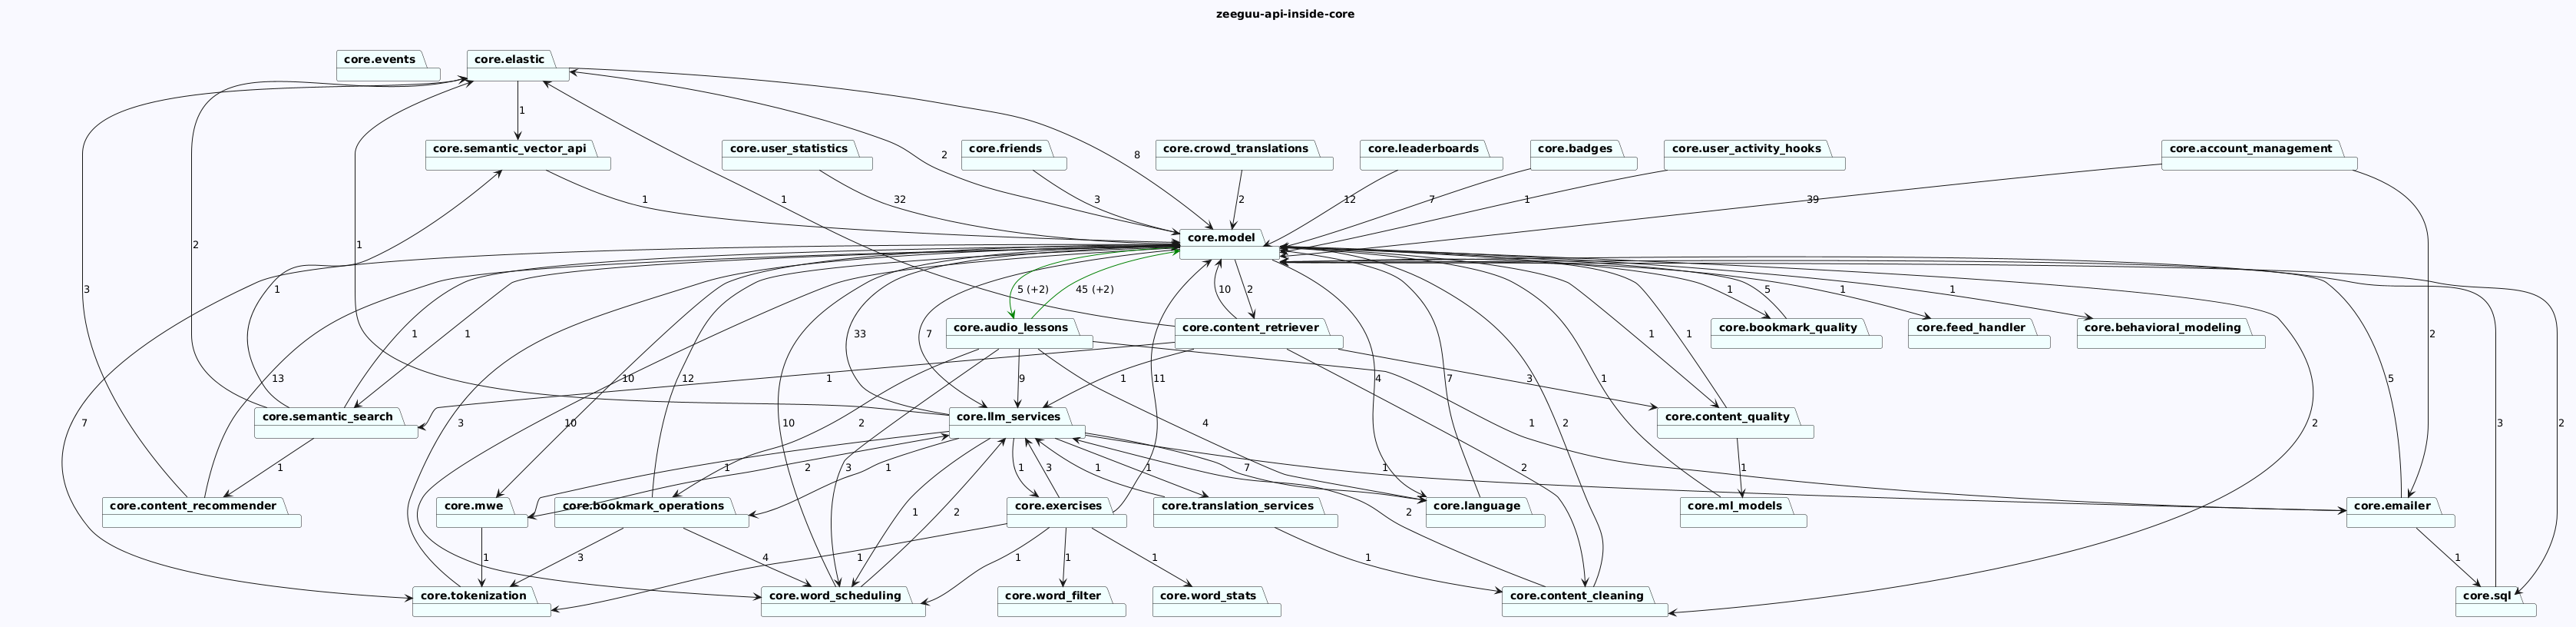 zeeguu-api-inside-core
core.events
core.elastic
1
core.semantic_vector_api
core.user_statistics
core.friends
core.crowd_translations
core.leaderboards
core.badges
core.user_activity_hooks
core.account_management
2
8
1
32
1
3
2
12
7
1
39
core.model
3
2
1
1
5 (+2)
45 (+2)
10
2
1
5
1
1
core.audio_lessons
core.content_retriever
core.bookmark_quality
core.feed_handler
core.behavioral_modeling
1
1
33
7
1
1
2
13
10
12
1
9
1
4
3
1
5
core.semantic_search
core.llm_services
core.content_quality
7
3
10
10
2
4
7
2
1
2
3
2
1
1
2
3
1
1
3
1
7
1
2
1
core.content_recommender
core.mwe
core.bookmark_operations
core.exercises
core.translation_services
core.language
core.ml_models
core.emailer
1
2
2
1
3
4
1
1
1
1
1
1
core.tokenization
core.word_scheduling
core.word_filter
core.word_stats
core.content_cleaning
core.sql